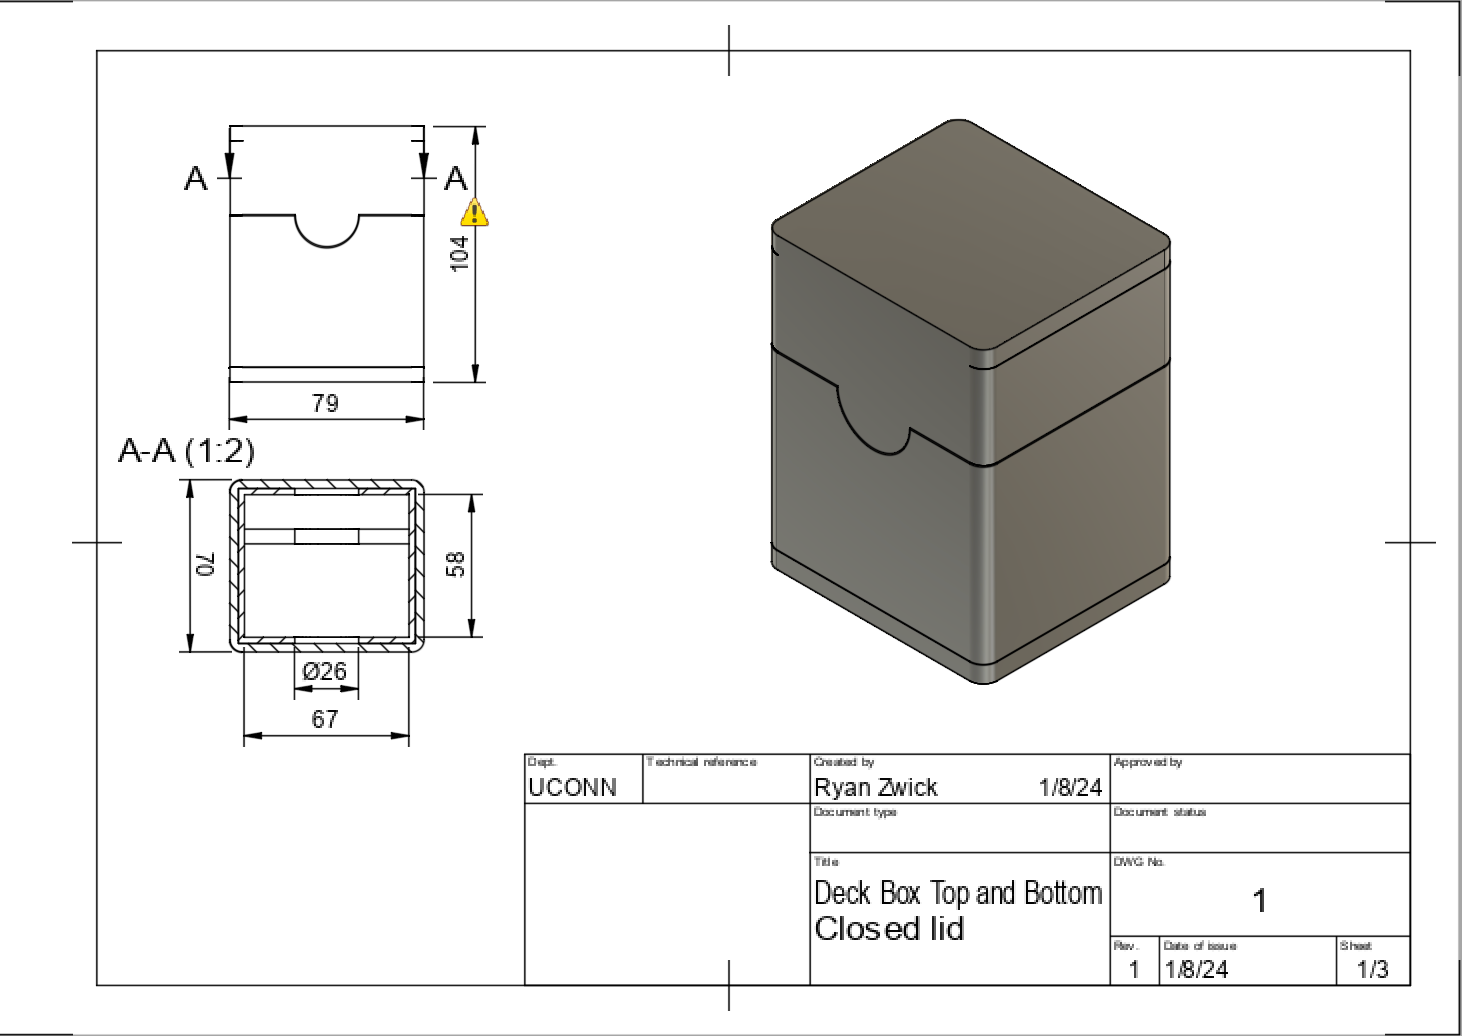 A A
104
79
A-A (1:2)
70
58
Ø26
67
Dept.
UCONN
Technical reference
Created by
Ryan Zwick 1/8/24
Approved by
Document type
Document status
Title
Deck Box Top and Bottom
Closed lid
DWG No.
1
Rev.
1
Date of issue
1/8/24
Sheet
1/3